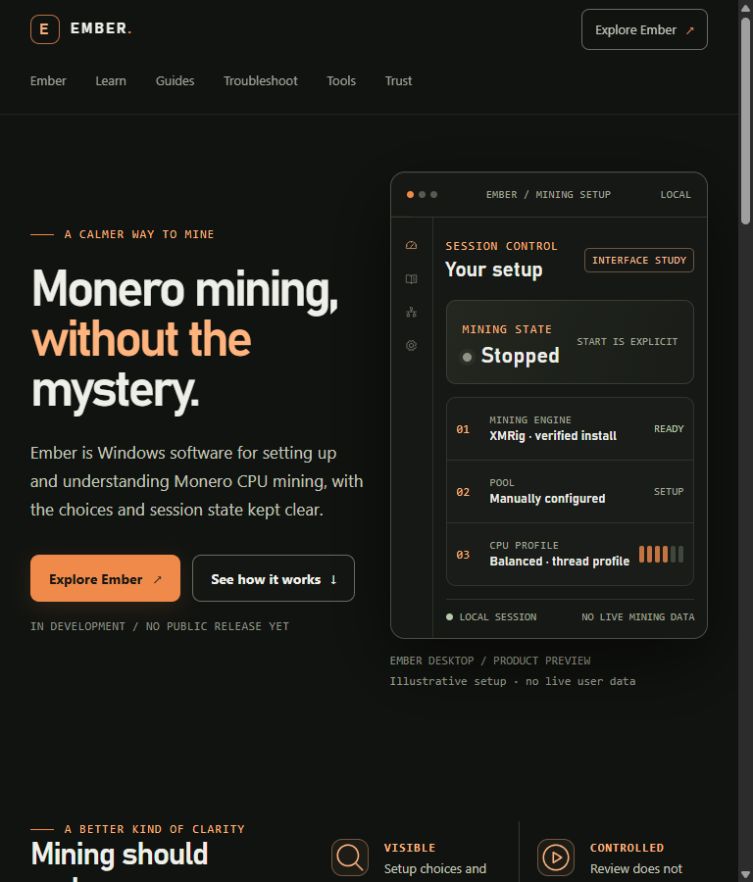 E EMBER.
Explore Ember ↗
Ember Learn Guides Troubleshoot Tools Trust
A CALMER WAY TO MINE
Monero mining,
without the
mystery.
Ember is Windows software for setting up
and understanding Monero CPU mining, with
the choices and session state kept clear.
Explore Ember ↗
See how it works ↓
IN DEVELOPMENT / NO PUBLIC RELEASE YET
EMBER / MINING SETUP LOCAL
SESSION CONTROL
Your setup
INTERFACE STUDY
MINING STATE
Stopped
START IS EXPLICIT
01 MINING ENGINE
XMRig · verified install
READY
02 POOL
Manually configured
SETUP
03 CPU PROFILE
Balanced · thread profile
LOCAL SESSION NO LIVE MINING DATA
EMBER DESKTOP / PRODUCT PREVIEW
Illustrative setup · no live user data
A BETTER KIND OF CLARITY
Mining should
VISIBLE
Setup choices and
CONTROLLED
Review does not